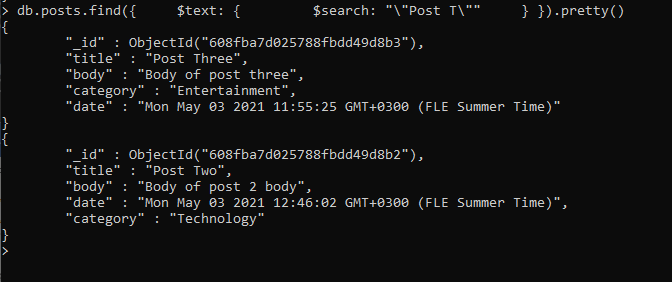 > db.posts.find({     $text: {         $search: "\"Post T\""     } }).pretty()
{
        "_id" : ObjectId("608fba7d025788fbdd49d8b3"),
        "title" : "Post Three",
        "body" : "Body of post three",
        "category" : "Entertainment",
        "date" : "Mon May 03 2021 11:55:25 GMT+0300 (FLE Summer Time)"
}
{
        "_id" : ObjectId("608fba7d025788fbdd49d8b2"),
        "title" : "Post Two",
        "body" : "Body of post 2 body",
        "date" : "Mon May 03 2021 12:46:02 GMT+0300 (FLE Summer Time)",
        "category" : "Technology"
}
>